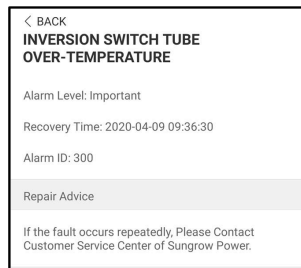 < BACK
INVERSION SWITCH TUBE
OVER-TEMPERATURE
Alarm Level: Important
Recovery Time: 2020-04-09 09:36:30
Alarm ID: 300
Repair Advice
If the fault occurs repeatedly, Please Contact
Customer Service Center of Sungrow Power.